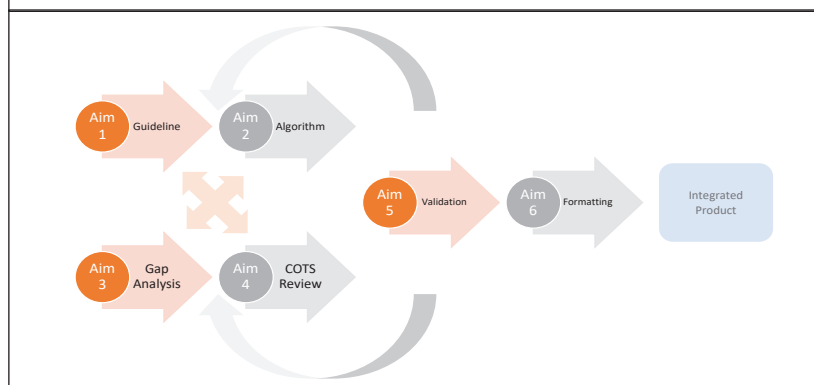 Aim
1
Guideline
Aim
2
Algorithm
Aim
3
Gap
Analysis
Aim
4
COTS
Review
Aim
5
Validation
Aim
6
Formatting
Integrated
Product